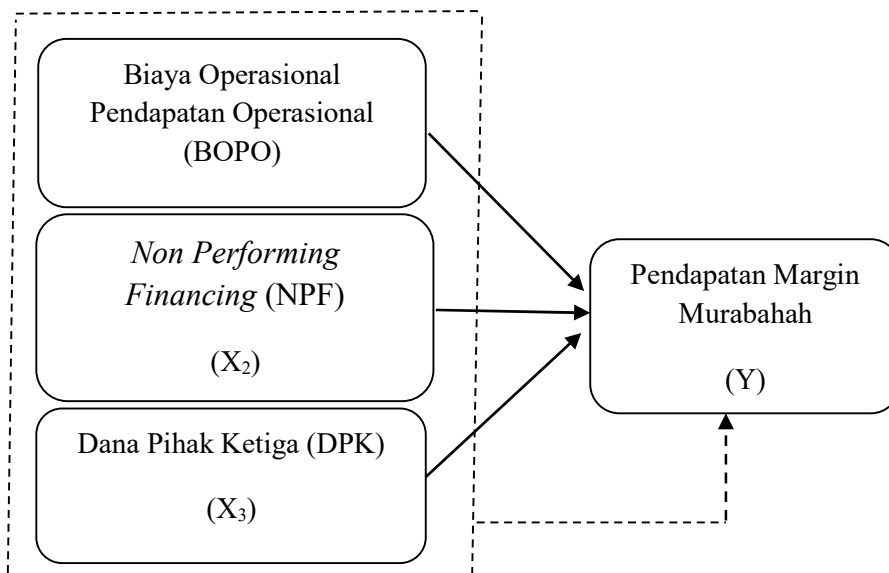 Biaya Operasional
Pendapatan Operasional
(BOPO)
Non Performing
Financing (NPF)
(X₂)
Dana Pihak Ketiga (DPK)
(X₃)
Pendapatan Margin
Murabahah
(Y)